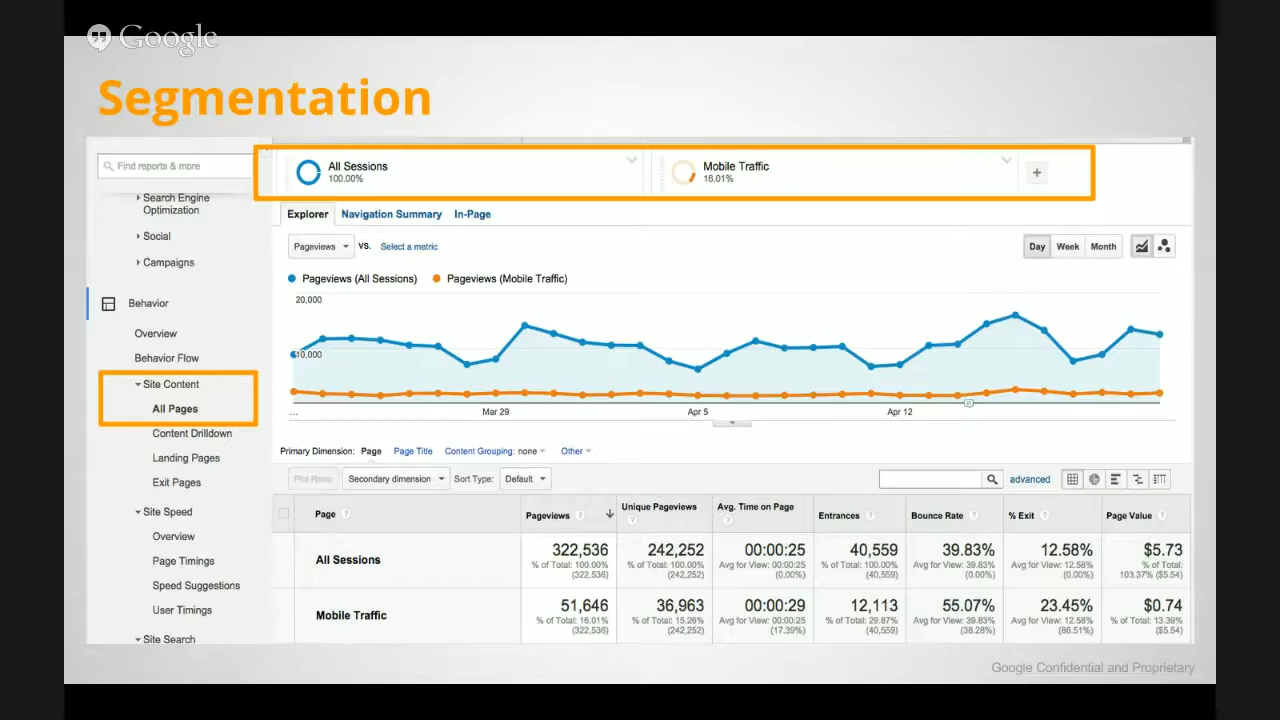 Google
Segmentation
Find reports & more
Search Engine
Optimization
Social
Campaigns
Behavior
Overview
Behavior Flow
Site Content
All Pages
Content Drilldown
Landing Pages
Exit Pages
Site Speed
Overview
Page Timings
Speed Suggestions
User Timings
Site Search
All Sessions
100.00%
Mobile Traffic
16.01%
+
Explorer Navigation Summary In-Page
Pageviews VS. Select a metric
Day Week Month
Pageviews (All Sessions) Pageviews (Mobile Traffic)
20,000
10,000
... Mar 29 Apr 5 Apr 12
Primary Dimension: Page Page Title Content Grouping: none Other
Plot Rows Secondary dimension Sort Type: Default advanced
Page ? Pageviews ? Unique Pageviews ? Avg. Time on Page ? Entrances ? Bounce Rate ? % Exit ? Page Value ?
All Sessions 322,536 242,252 00:00:25 40,559 39.83% 12.58% $5.73
% of Total: 100.00% % of Total: 100.00% Avg for View: 00:00:25 % of Total: 100.00% Avg for View: 39.83% Avg for View: 12.58% % of Total:
(322,536) (242,252) (0.00%) (40,559) (0.00%) (0.00%) 103.37% ($5.54)
Mobile Traffic 51,646 36,963 00:00:29 12,113 55.07% 23.45% $0.74
% of Total: 16.01% % of Total: 15.26% Avg for View: 00:00:25 % of Total: 29.87% Avg for View: 39.83% Avg for View: 12.58% % of Total: 13.39%
(322,536) (242,252) (17.39%) (40,559) (38.28%) (86.51%) ($5.54)
Google Confidential and Proprietary